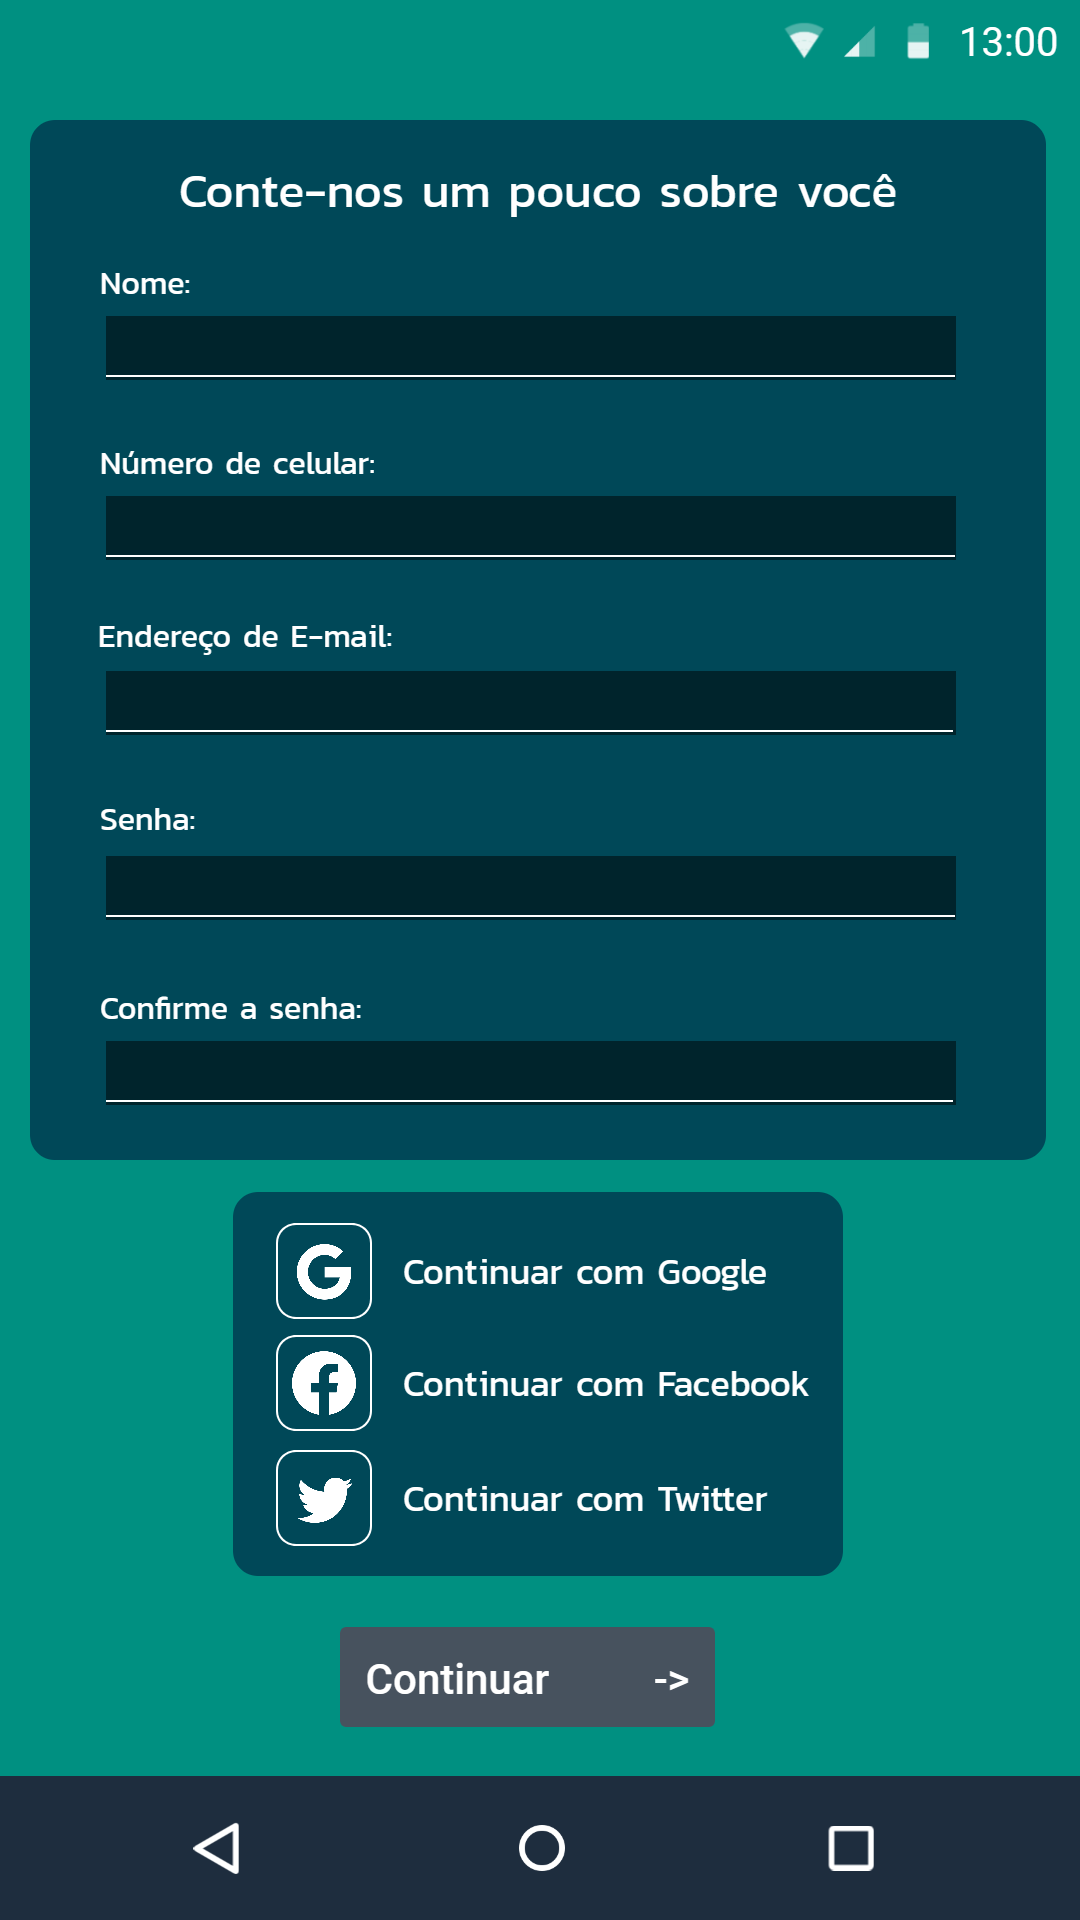 13:00
Conte-nos um pouco sobre você
Nome:
Número de celular:
Endereço de E-mail:
Senha:
Confirme a senha:
Continuar com Google
Continuar com Facebook
Continuar com Twitter
Continuar ->